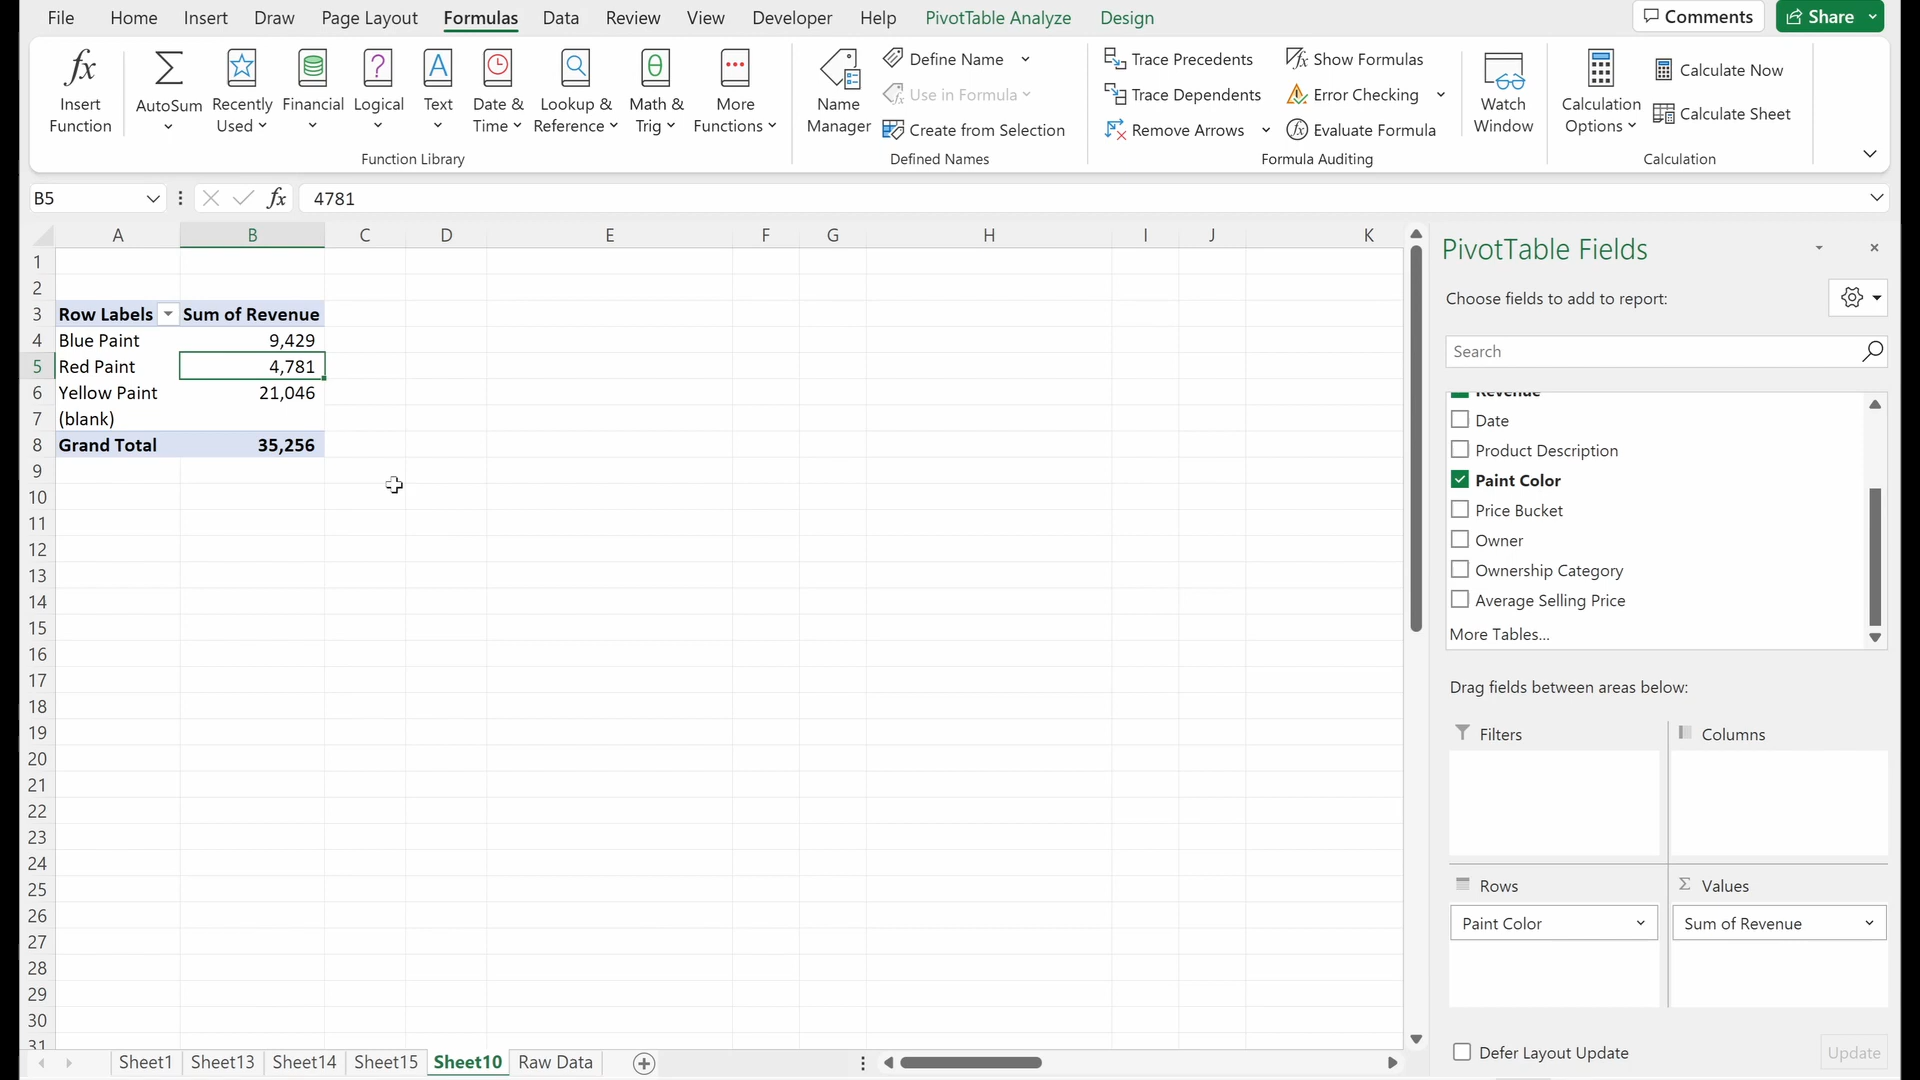 File Home Insert Draw Page Layout Formulas Data Review View Developer Help PivotTable Analyze Design Comments Share
Insert Function
AutoSum
Recently Used
Financial
Logical
Text
Date & Time
Lookup & Reference
Math & Trig
More Functions
Function Library
Name Manager
Define Name
Use in Formula
Create from Selection
Defined Names
Trace Precedents
Trace Dependents
Remove Arrows
Show Formulas
Error Checking
Evaluate Formula
Formula Auditing
Watch Window
Calculation Options
Calculate Now
Calculate Sheet
Calculation
B5 fx 4781
A B C D E F G H I J K
1
2
3 Row Labels Sum of Revenue
4 Blue Paint 9,429
5 Red Paint 4,781
6 Yellow Paint 21,046
7 (blank)
8 Grand Total 35,256
9
10
11
12
13
14
15
16
17
18
19
20
21
22
23
24
25
26
27
28
29
30
31
Sheet1 Sheet13 Sheet14 Sheet15 Sheet10 Raw Data
PivotTable Fields
Choose fields to add to report:
Search
Revenue
Date
Product Description
Paint Color
Price Bucket
Owner
Ownership Category
Average Selling Price
More Tables...
Drag fields between areas below:
Filters
Columns
Rows
Σ Values
Paint Color
Sum of Revenue
Defer Layout Update
Update